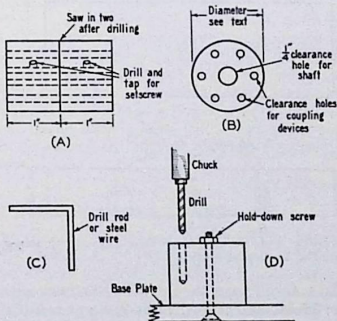 Saw in two
after drilling
Drill and
tap for
setscrew
1"
1"
(A)
Diameter
see text
1/4" clearance
hole for
shaft
Clearance holes
for coupling
devices
(B)
Drill rod
or steel
wire
(C)
Chuck
Drill
Hold-down screw
(D)
Base Plate